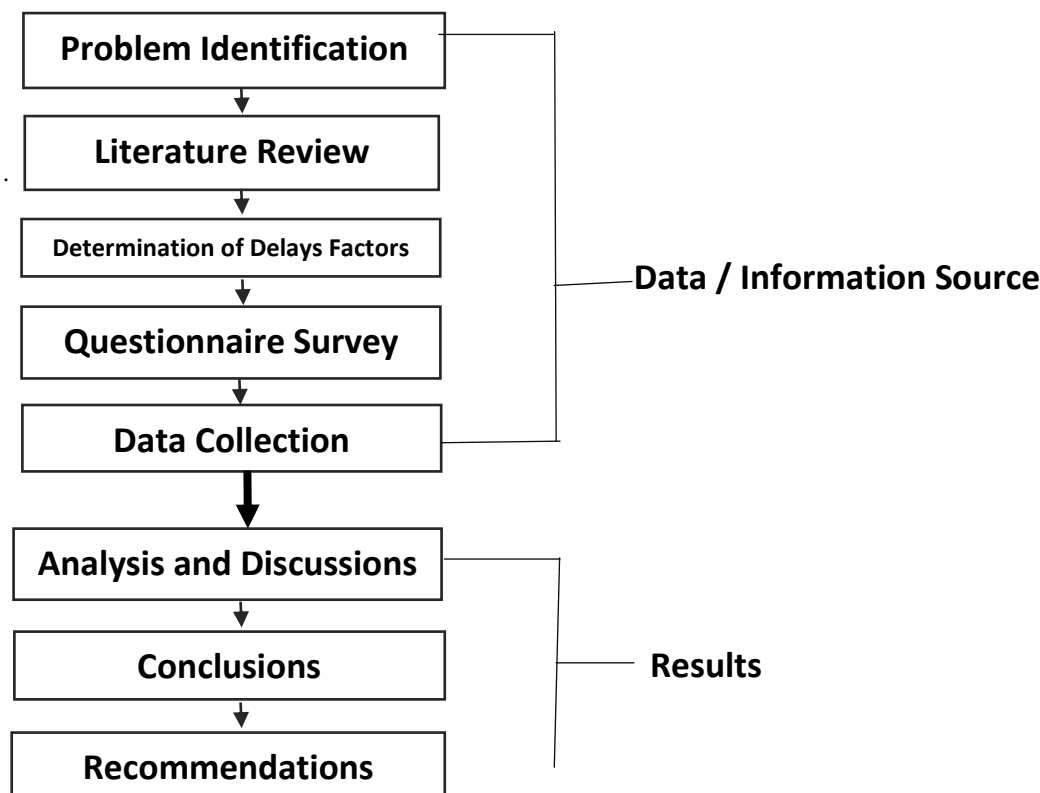 Problem Identification
Literature Review
.
Determination of Delays Factors
Questionnaire Survey
Data / Information Source
Data Collection
Analysis and Discussions
Conclusions
Results
Recommendations